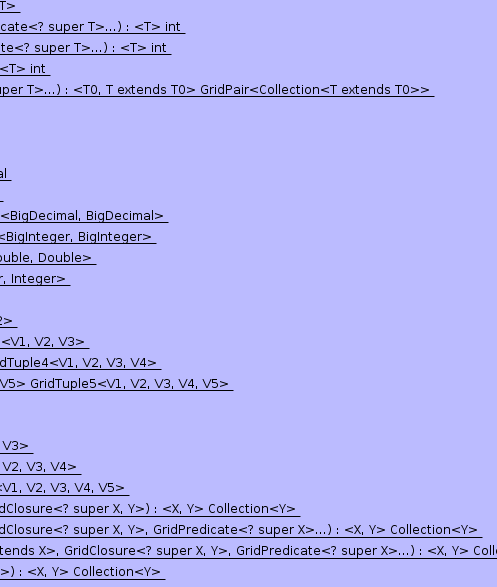 T>
cate<? super T>...) : <T> int
te<? super T>...) : <T> int
<T> int
uper T>...) : <T0, T extends T0> GridPair<Collection<T extends T0>>
al
<BigDecimal, BigDecimal>
<BigInteger, BigInteger>
ouble, Double>
r, Integer>
2>
<V1, V2, V3>
dTuple4<V1, V2, V3, V4>
V5> GridTuple5<V1, V2, V3, V4, V5>
V3>
V2, V3, V4>
<V1, V2, V3, V4, V5>
dClosure<? super X, Y>) : <X, Y> Collection<Y>
dClosure<? super X, Y>, GridPredicate<? super X>...) : <X, Y> Collection<Y>
tends X>, GridClosure<? super X, Y>, GridPredicate<? super X>...) : <X, Y> Colle
>) : <X, Y> Collection<Y>